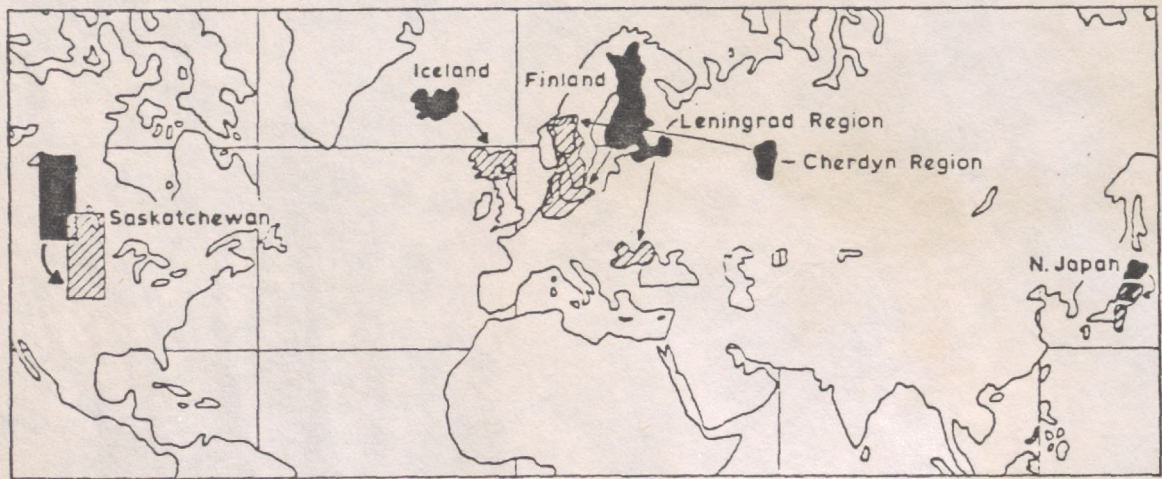 Iceland
Finland
Leningrad Region
Cherdyn Region
Saskatchewan
N. Japan